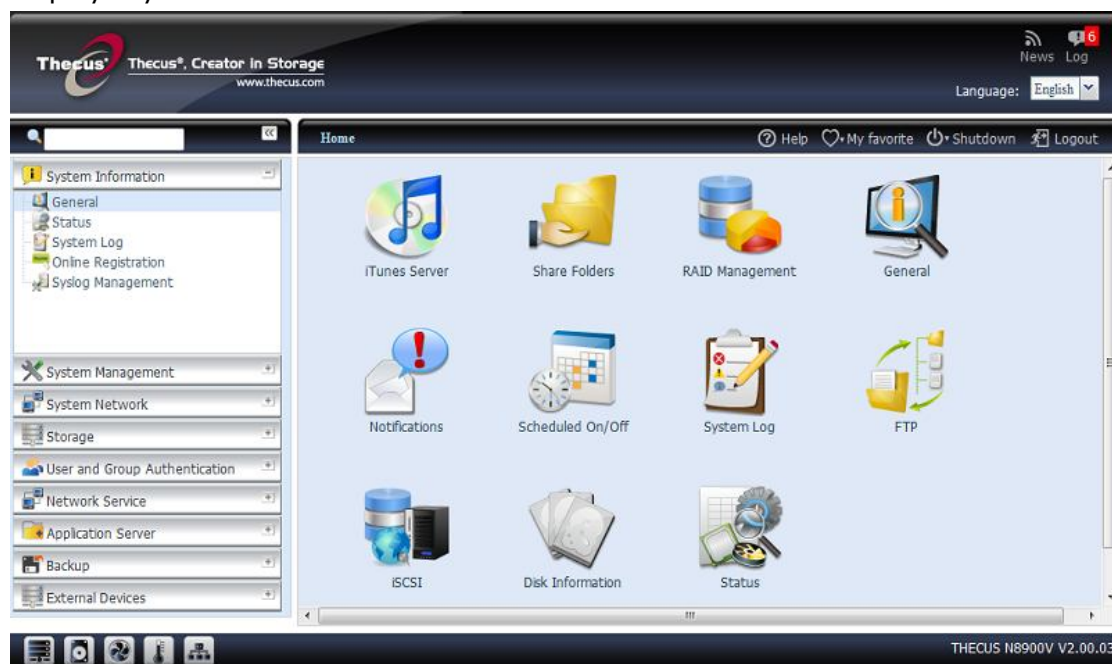 Thecus®
Thecus®, Creator in Storage
www.thecus.com
6
News Log
Language: English
Home
Help My favorite Shutdown Logout
System Information
General
Status
System Log
Online Registration
Syslog Management
System Management
System Network
Storage
User and Group Authentication
Network Service
Application Server
Backup
External Devices
iTunes Server
Share Folders
RAID Management
General
Notifications
Scheduled On/Off
System Log
FTP
iSCSI
Disk Information
Status
THECUS N8900V V2.00.03